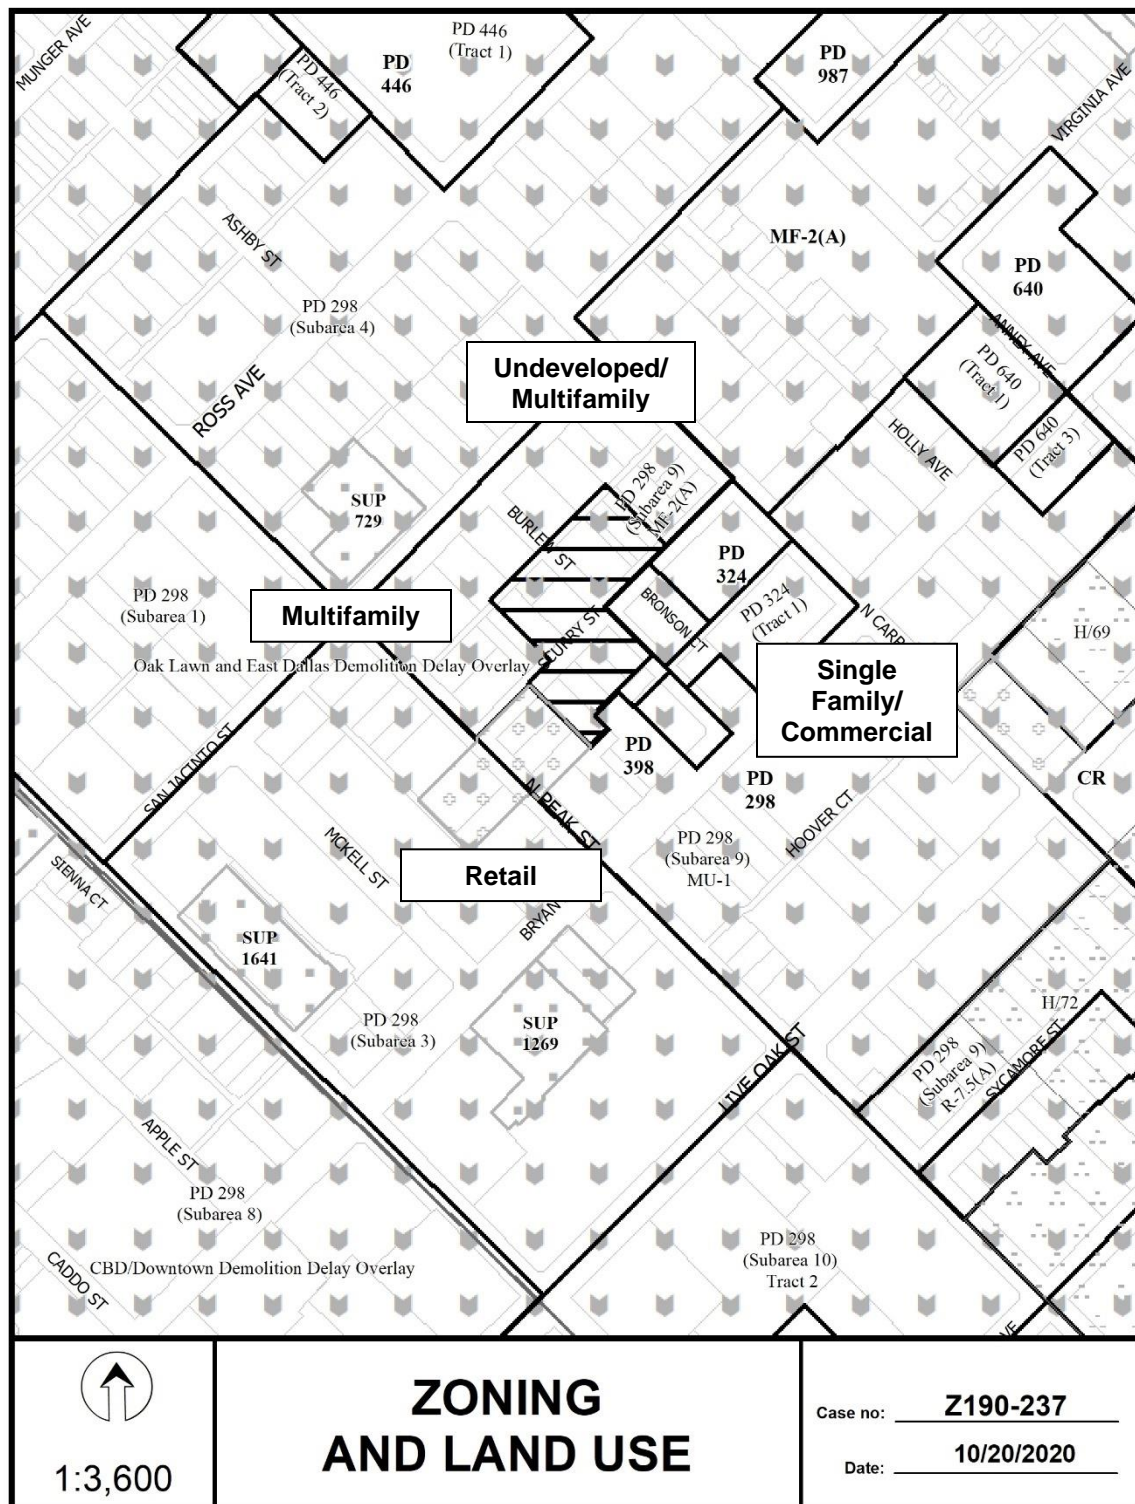 MUNGER AVE
PD 446
(Tract 1)
PD
446
PD 446
(Tract 2)
PD
987
VIRGINIA AVE
ASHBY ST
MF-2(A)
PD
640
PD 298
(Subarea 4)
ANNEX AVE
PD 640
(Tract 1)
ROSS AVE
Undeveloped/
Multifamily
HOLLY AVE
PD 640
(Tract 3)
SUP
729
PD 298
(Subarea 9)
MF-2(A)
BURLEW ST
PD
324
PD 298
(Subarea 1)
Multifamily
BRONSON CT
PD 324
(Tract 1)
N CARR
H/69
SCURRY ST
Oak Lawn and East Dallas Demolition Delay Overlay
Single
Family/
Commercial
SAN JACINTO ST
PD
398
PD
298
CR
N PEAK ST
HOOVER CT
MCKELL ST
PD 298
(Subarea 9)
MU-1
SIENNA CT
Retail
BRYAN
SUP
1641
PD 298
(Subarea 3)
SUP
1269
H/72
LIVE OAK ST
PD 298
(Subarea 9)
R-7.5(A)
SYCAMORE ST
APPLE ST
PD 298
(Subarea 8)
PD 298
(Subarea 10)
Tract 2
CADDO ST
CBD/Downtown Demolition Delay Overlay
VE
1:3,600
ZONING
AND LAND USE
Case no: Z190-237
Date: 10/20/2020